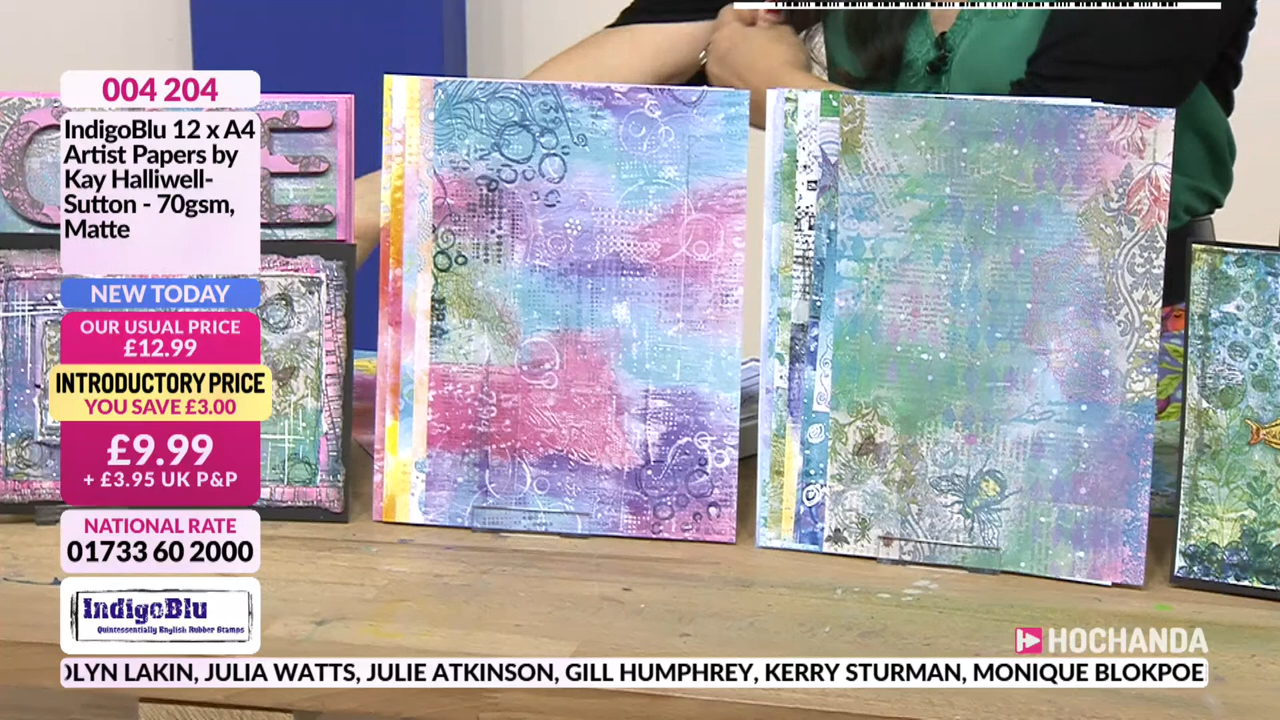 004 204
IndigoBlu 12 x A4
Artist Papers by
Kay Halliwell-
Sutton - 70gsm,
Matte
NEW TODAY
OUR USUAL PRICE
£12.99
INTRODUCTORY PRICE
YOU SAVE £3.00
£9.99
+ £3.95 UK P&P
NATIONAL RATE
01733 60 2000
IndigoBlu
Quintessentially English Rubber Stamps
HOCHANDA
OLYN LAKIN, JULIA WATTS, JULIE ATKINSON, GILL HUMPHREY, KERRY STURMAN, MONIQUE BLOKPOE